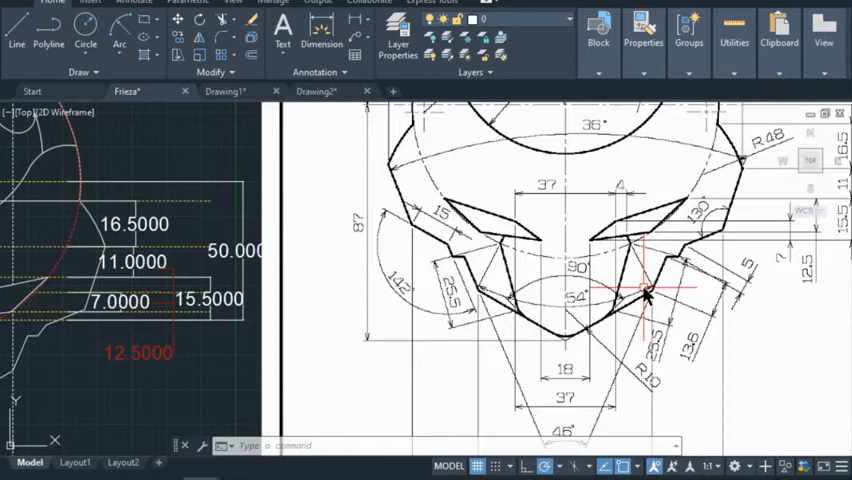 Home Insert Annotate Parametric View Manage Output Collaborate Express Tools
Line Polyline Circle Arc Text Dimension Layer Properties 0 Block Properties Groups Utilities Clipboard View
Draw Modify Annotation Layers
Start Frieza* Drawing1* Drawing2*
[−][Top][2D Wireframe]
N
W TOP E
S
WCS
36°
R48
16.5
37 4
11
87
15
130°
15.5
7
12.5
90°
5
142°
25.5
54°
25.5
13.6
18
R10
37
46°
16.5000
11.0000
50.000
7.0000
15.5000
12.5000
Y
X
Type a command
Model Layout1 Layout2 + MODEL 1:1